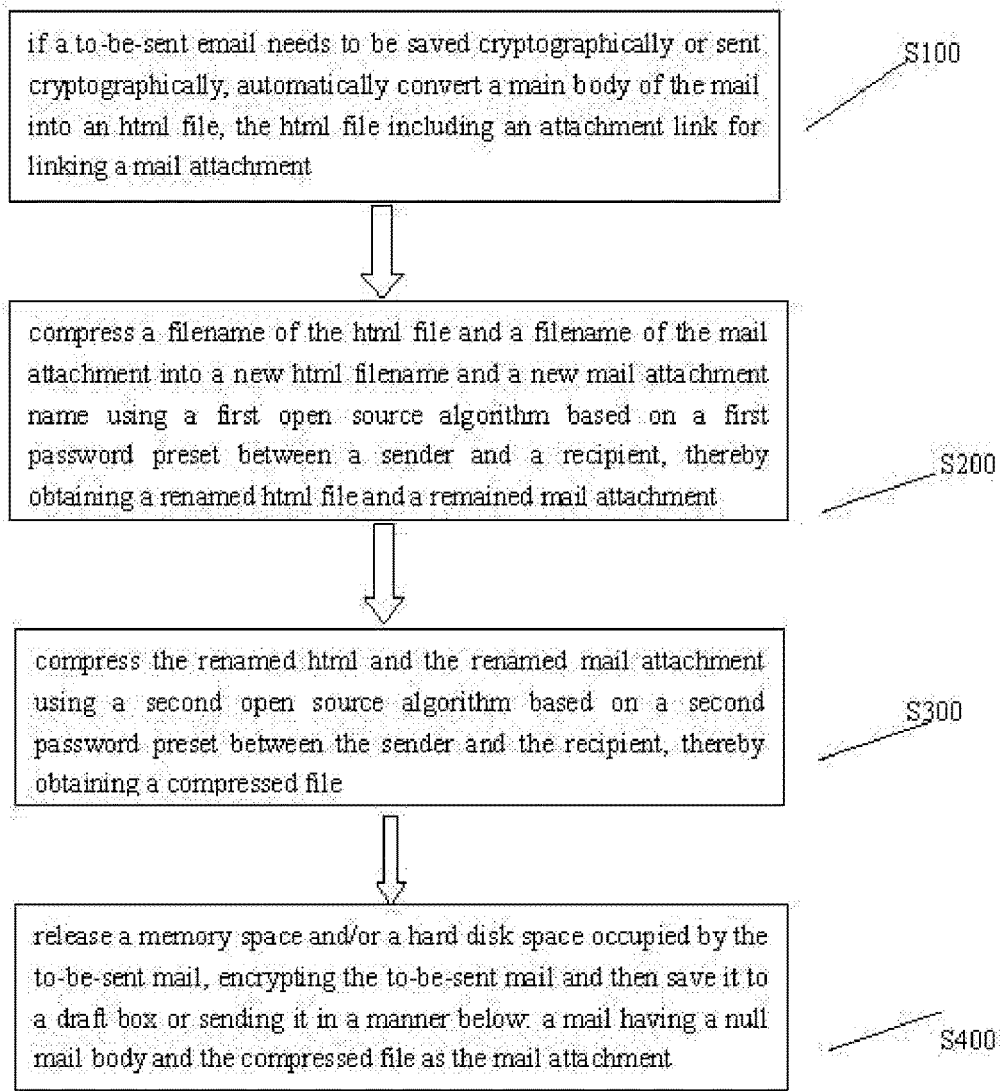 if a to-be-sent email needs to be saved cryptographically or sent
cryptographically, automatically convert a main body of the mail
into an html file, the html file including an attachment link for
linking a mail attachment
S100
compress a filename of the html file and a filename of the mail
attachment into a new html filename and a new mail attachment
name using a first open source algorithm based on a first
password preset between a sender and a recipient, thereby
obtaining a renamed html file and a remained mail attachment
S200
compress the renamed html and the renamed mail attachment
using a second open source algorithm based on a second
password preset between the sender and the recipient, thereby
obtaining a compressed file
S300
release a memory space and/or a hard disk space occupied by the
to-be-sent mail, encrypting the to-be-sent mail and then save it to
a draft box or sending it in a manner below: a mail having a null
mail body and the compressed file as the mail attachment
S400